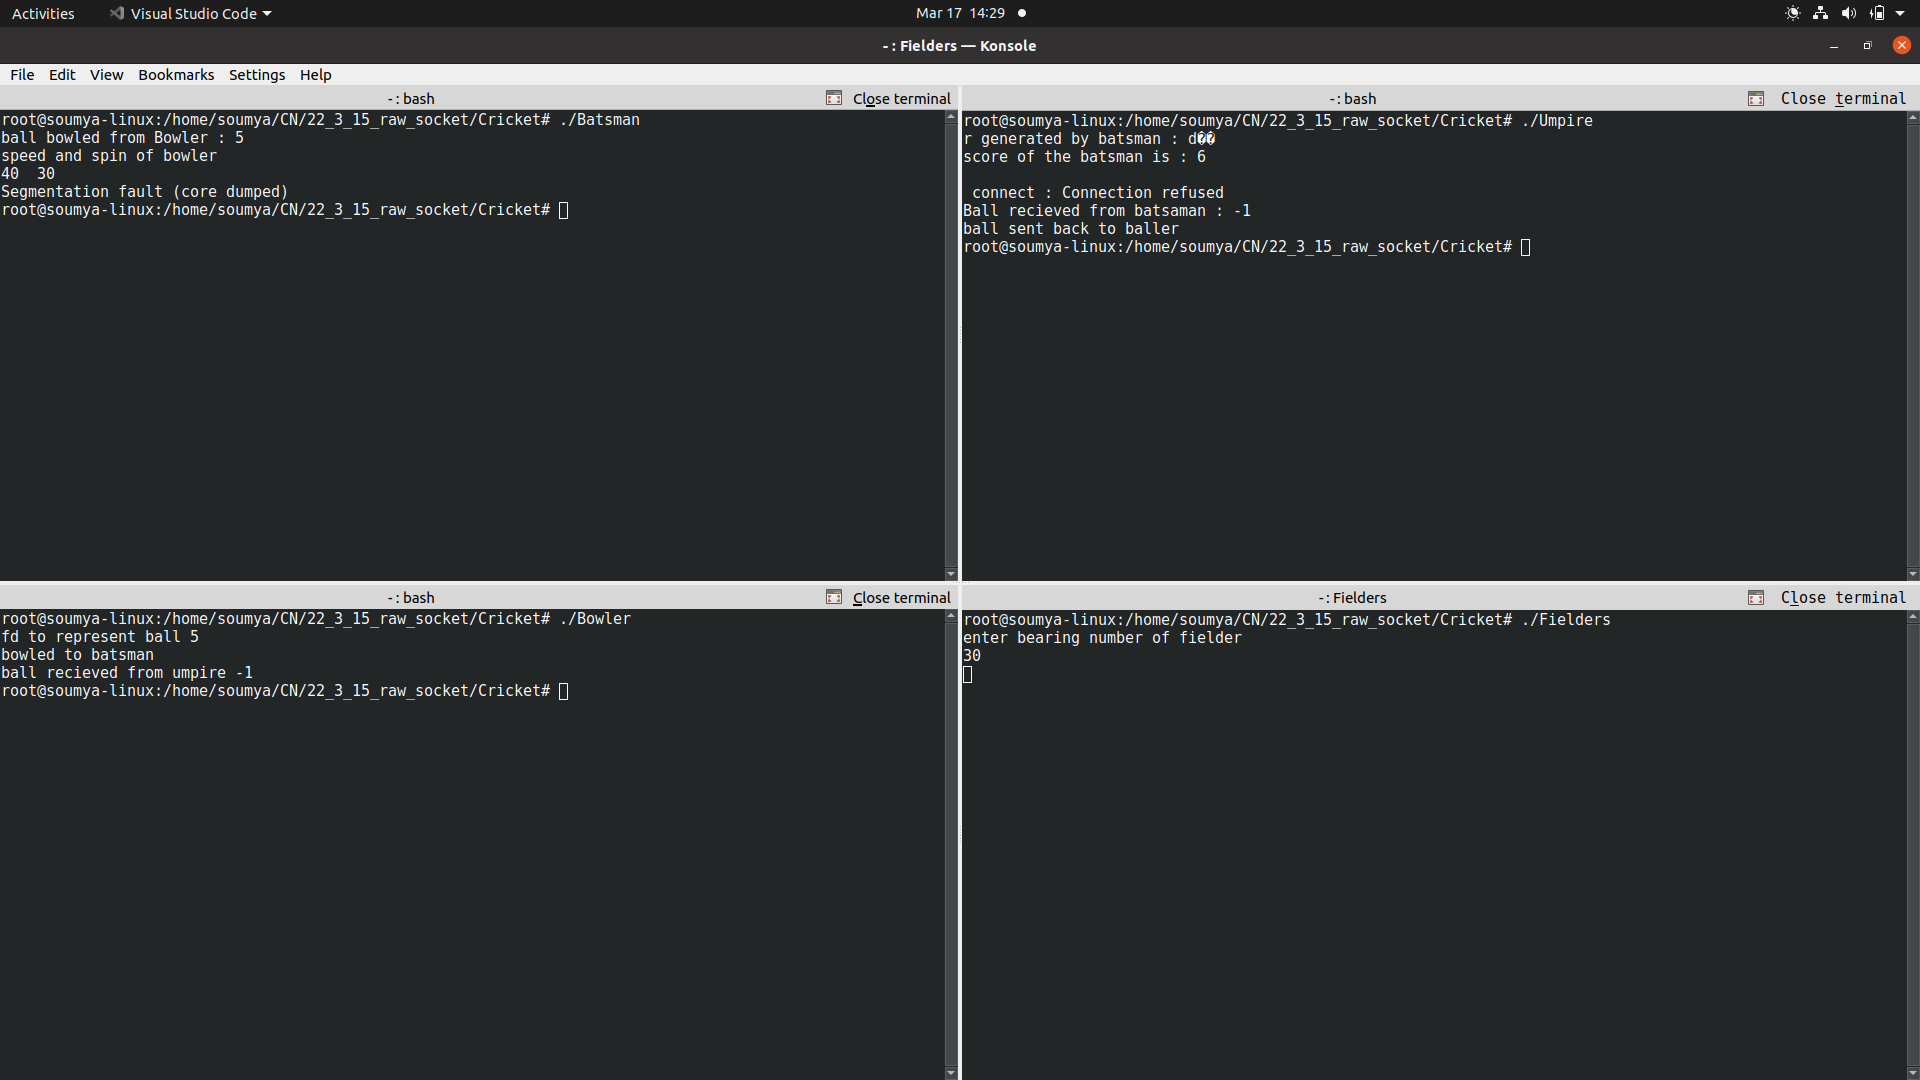 Activities Visual Studio Code Mar 17 14:29
- : Fielders — Konsole
File Edit View Bookmarks Settings Help
- : bash Close terminal
root@soumya-linux:/home/soumya/CN/22_3_15_raw_socket/Cricket# ./Batsman
ball bowled from Bowler : 5
speed and spin of bowler
40  30
Segmentation fault (core dumped)
root@soumya-linux:/home/soumya/CN/22_3_15_raw_socket/Cricket#
- : bash Close terminal
root@soumya-linux:/home/soumya/CN/22_3_15_raw_socket/Cricket# ./Umpire
r generated by batsman : d��
score of the batsman is : 6
connect : Connection refused
Ball recieved from batsaman : -1
ball sent back to baller
root@soumya-linux:/home/soumya/CN/22_3_15_raw_socket/Cricket#
- : bash Close terminal
root@soumya-linux:/home/soumya/CN/22_3_15_raw_socket/Cricket# ./Bowler
fd to represent ball 5
bowled to batsman
ball recieved from umpire -1
root@soumya-linux:/home/soumya/CN/22_3_15_raw_socket/Cricket#
- : Fielders Close terminal
root@soumya-linux:/home/soumya/CN/22_3_15_raw_socket/Cricket# ./Fielders
enter bearing number of fielder
30